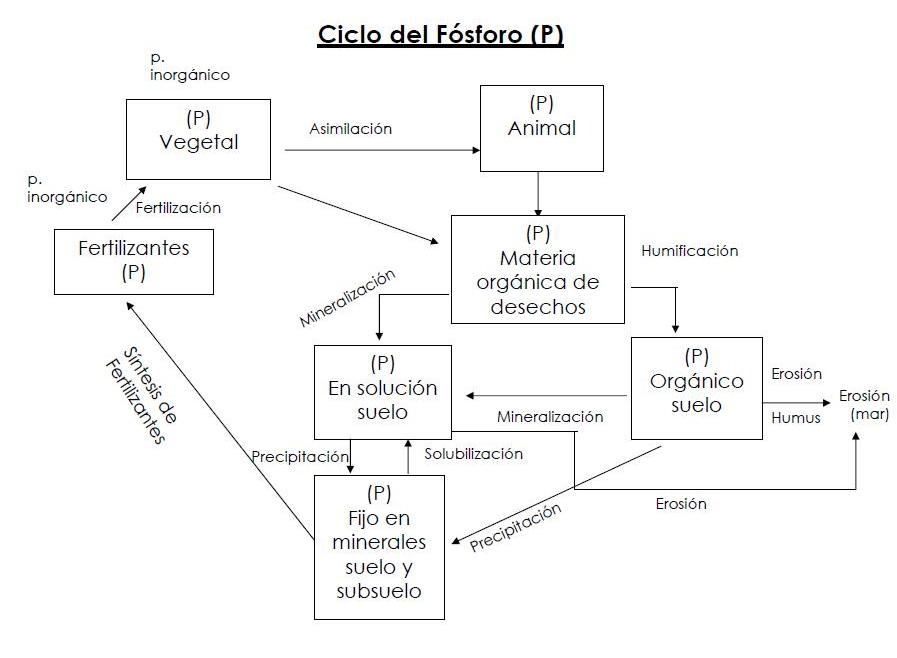 Ciclo del Fósforo (P)
p.
inorgánico
(P)
Vegetal
Asimilación
(P)
Animal
p.
inorgánico
Fertilización
Fertilizantes
(P)
(P)
Materia
orgánica de
desechos
Humificación
Mineralización
Síntesis de
Fertilizantes
(P)
En solución
suelo
(P)
Orgánico
suelo
Erosión
Humus
Erosión
(mar)
Mineralización
Precipitación
Solubilización
Erosión
Precipitación
(P)
Fijo en
minerales
suelo y
subsuelo